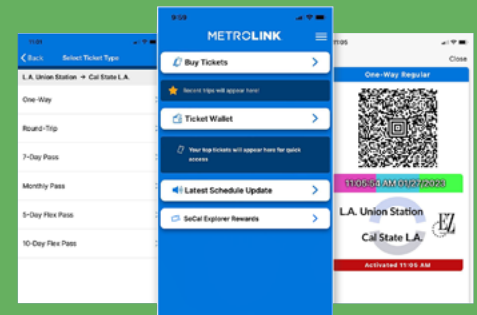 11:01
Back
Select Ticket Type
L.A. Union Station → Cal State L.A.
One-Way
Round-Trip
7-Day Pass
Monthly Pass
5-Day Flex Pass
10-Day Flex Pass
9:59
METROLINK
Buy Tickets
Recent trips will appear here!
Ticket Wallet
Your top tickets will appear here for quick
access
Latest Schedule Update
SoCal Explorer Rewards
11:05
Close
One-Way Regular
11:05:54 AM 01/27/2023
L.A. Union Station
EZ
Cal State L.A.
Activated 11:05 AM